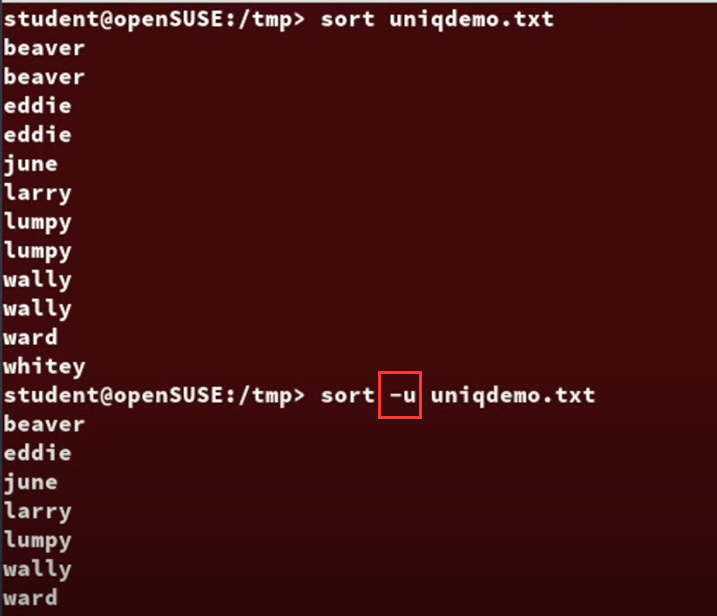 student@openSUSE:/tmp> sort uniqdemo.txt
beaver
beaver
eddie
eddie
june
larry
lumpy
lumpy
wally
wally
ward
whitey
student@openSUSE:/tmp> sort -u uniqdemo.txt
beaver
eddie
june
larry
lumpy
wally
ward